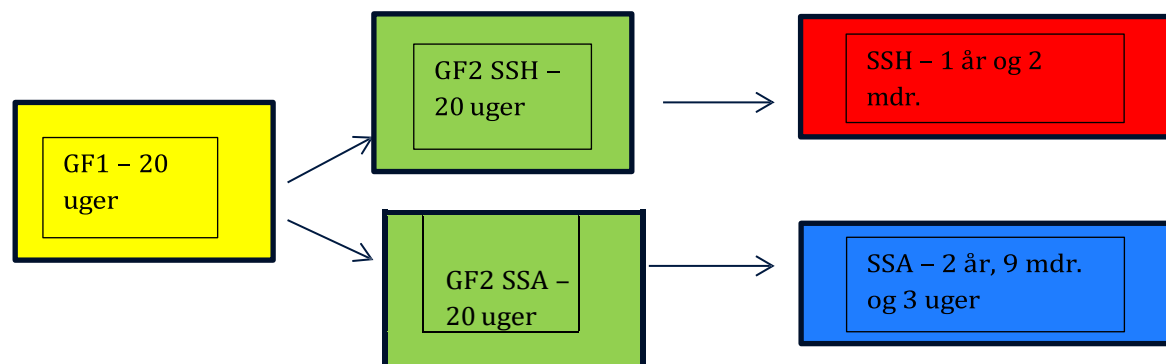 GF1 – 20
uger
GF2 SSH –
20 uger
SSH – 1 år og 2
mdr.
GF2 SSA –
20 uger
SSA – 2 år, 9 mdr.
og 3 uger